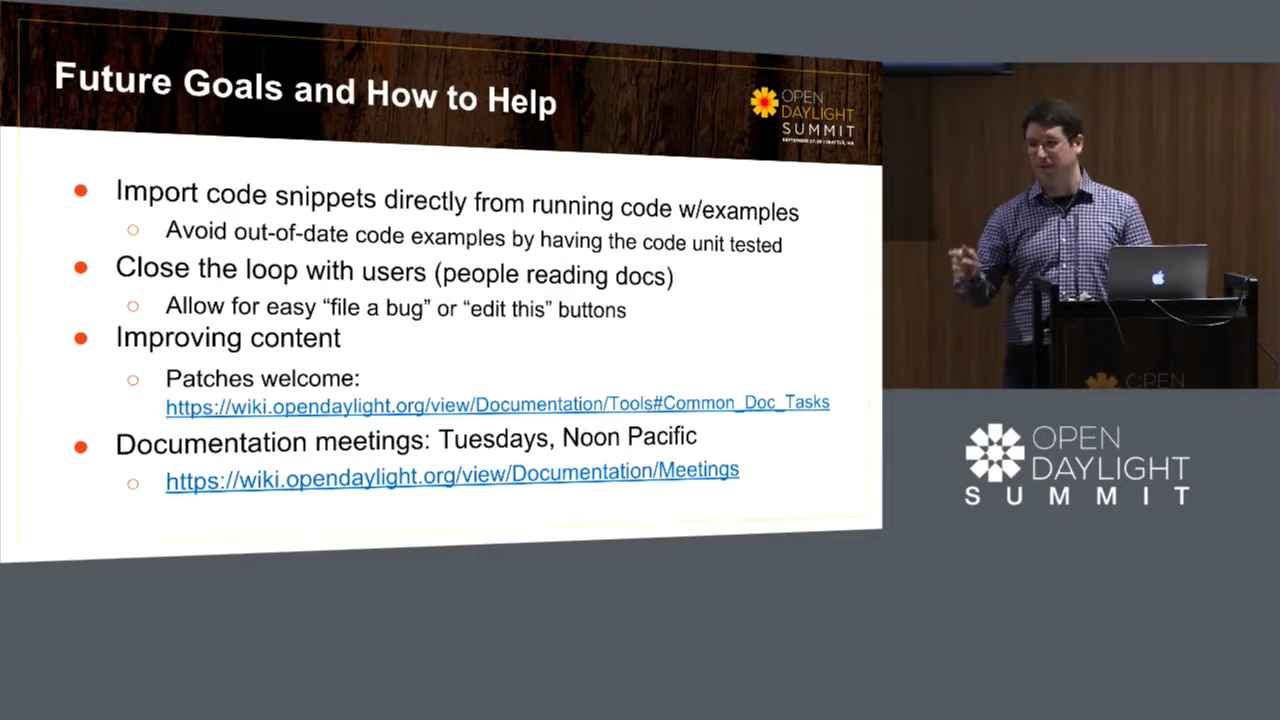 Future Goals and How to Help
OPEN
DAYLIGHT
SUMMIT
Import code snippets directly from running code w/examples
Avoid out-of-date code examples by having the code unit tested
Close the loop with users (people reading docs)
Allow for easy “file a bug” or “edit this” buttons
Improving content
Patches welcome:
https://wiki.opendaylight.org/view/Documentation/Tools#Common_Doc_Tasks
Documentation meetings: Tuesdays, Noon Pacific
https://wiki.opendaylight.org/view/Documentation/Meetings
OPEN
OPEN
DAYLIGHT
SUMMIT